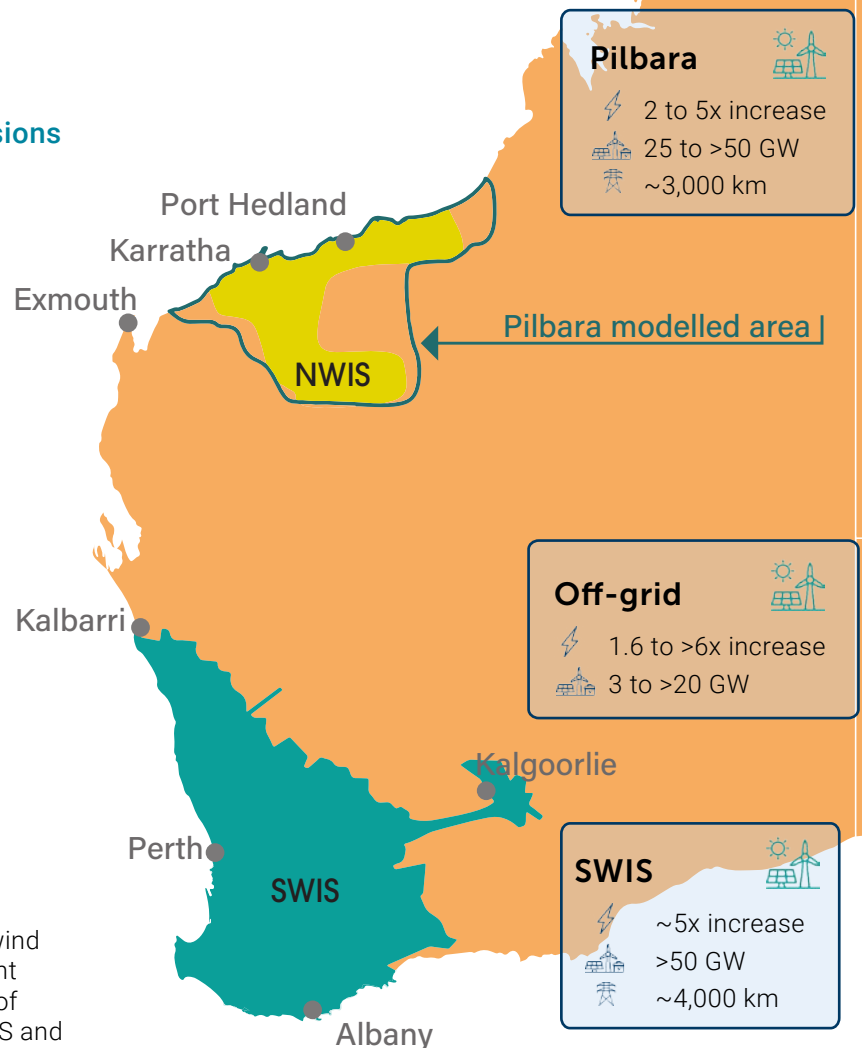 sions
Pilbara
2 to 5x increase
25 to >50 GW
~3,000 km
Port Hedland
Karratha
Exmouth
Pilbara modelled area
NWIS
Off-grid
1.6 to >6x increase
3 to >20 GW
Kalbarri
Kalgoorlie
Perth
SWIS
SWIS
~5x increase
>50 GW
~4,000 km
wind
nt
of
S and
Albany